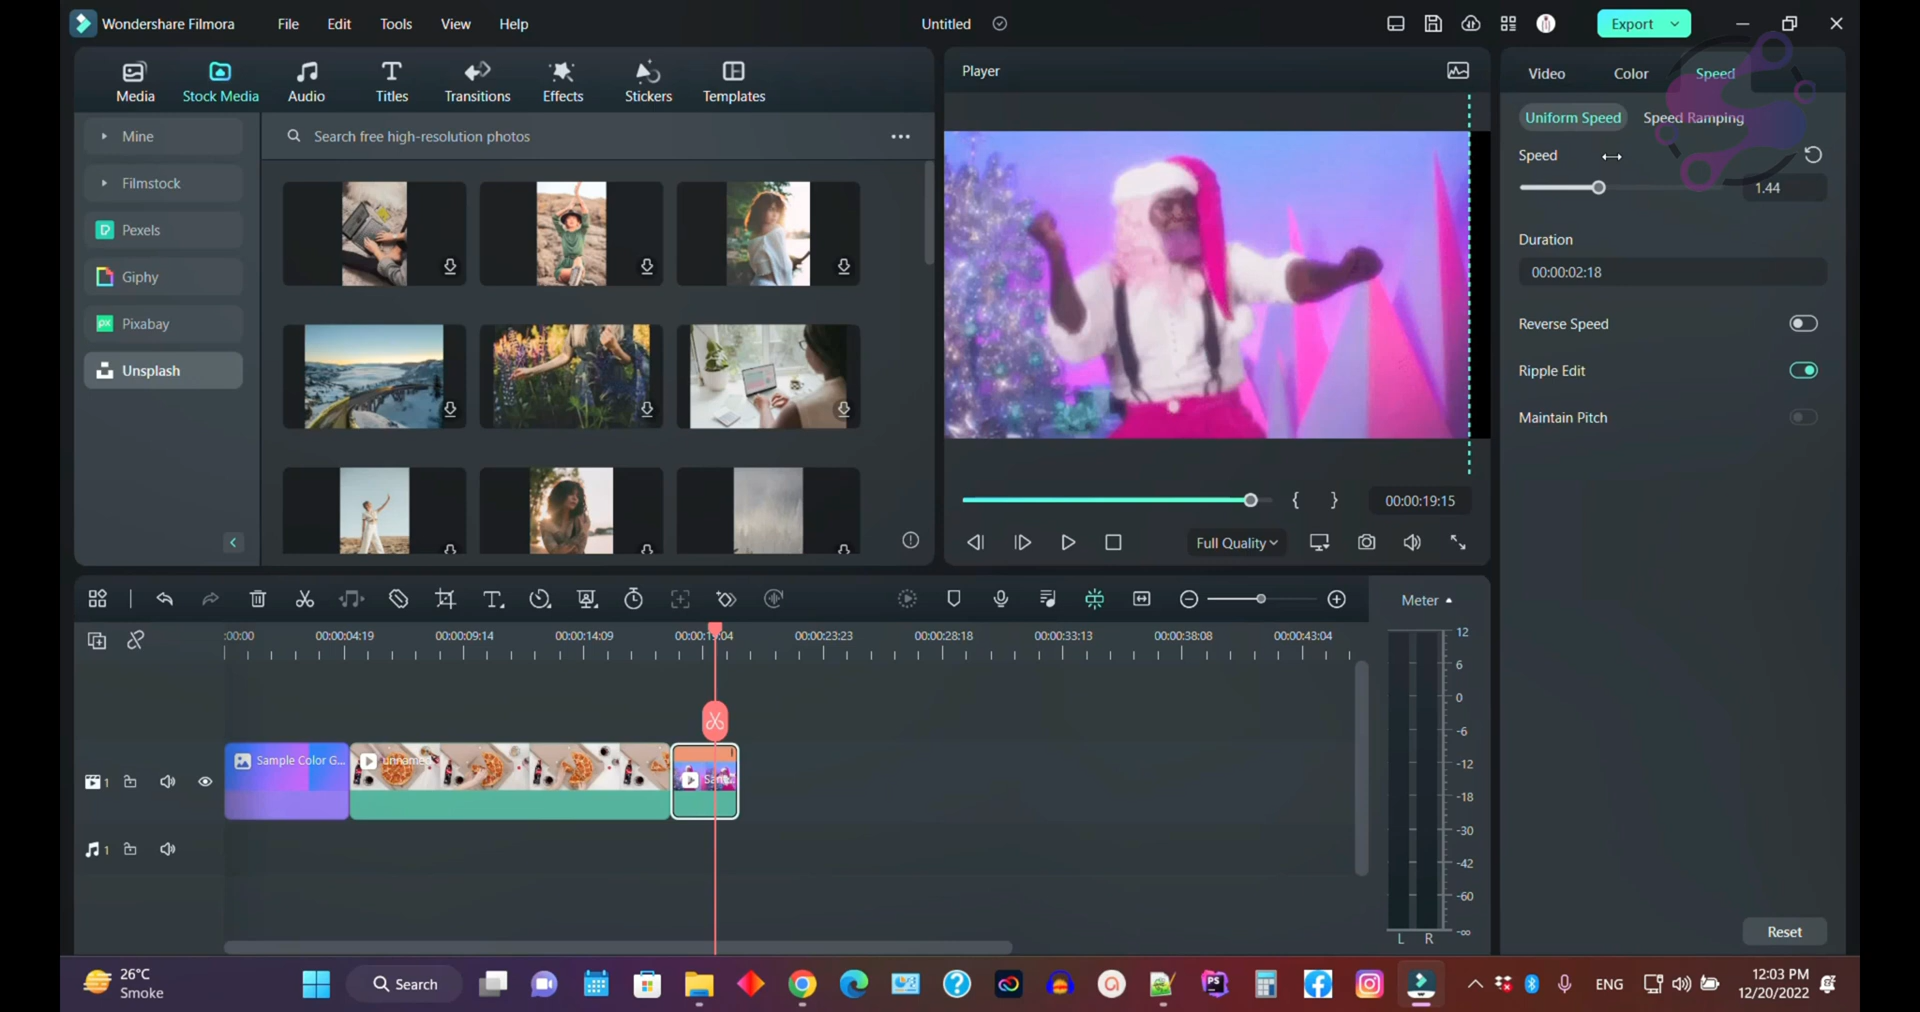 Wondershare Filmora
File
Edit
Tools
View
Help
Untitled
Export
Media
Stock Media
Audio
Titles
Transitions
Effects
Stickers
Templates
Player
Video
Color
Speed
Mine
Filmstock
Pexels
Giphy
Pixabay
Unsplash
Search free high-resolution photos
Uniform Speed
Speed Ramping
Speed
1.44
Duration
00:00:02:18
Reverse Speed
Ripple Edit
Maintain Pitch
{ }
00:00:19:15
Full Quality
Meter
:00:00
00:00:04:19
00:00:09:14
00:00:14:09
00:00:19:04
00:00:23:23
00:00:28:18
00:00:33:13
00:00:38:08
00:00:43:04
Sample Color G...
unnamed
1
1
12
6
0
-6
-12
-18
-30
-42
-60
-∞
L R
Reset
26°C
Smoke
Search
ENG
12:03 PM
12/20/2022